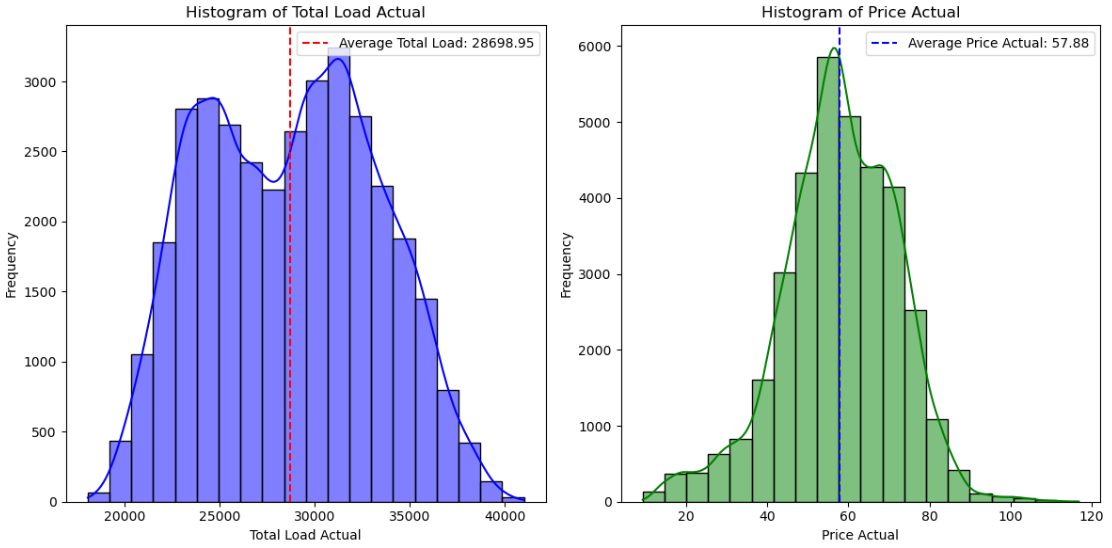 Histogram of Total Load Actual
Average Total Load: 28698.95
3000
2500
2000
1500
1000
500
0
Frequency
20000 25000 30000 35000 40000
Total Load Actual
Histogram of Price Actual
Average Price Actual: 57.88
6000
5000
4000
3000
2000
1000
0
Frequency
20 40 60 80 100 120
Price Actual